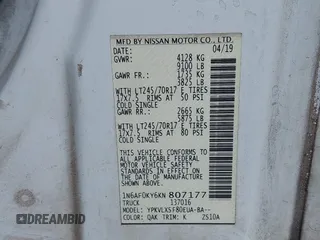 MFD BY NISSAN MOTOR CO., LTD.
DATE: 04/19
GVWR: 4128 KG
9100 LB
GAWR FR: 1735 KG
3825 LB
WITH LT245/70R17 E TIRES
17x7.5 RIMS AT 50 PSI
COLD SINGLE
GAWR RR: 2665 KG
5875 LB
WITH LT245/70R17 E TIRES
17x7.5 RIMS AT 80 PSI
COLD SINGLE
THIS VEHICLE CONFORMS TO ALL
APPLICABLE FEDERAL MOTOR
VEHICLE SAFETY STANDARDS IN
EFFECT ON THE DATE OF
MANUFACTURE SHOWN ABOVE.
1N6AF0KY6KN 807177
TRUCK 137016
MODEL: YPKVLXSF80EUA-BA--
COLOR: QAK TRIM: K ZS10A